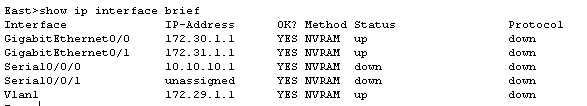 East>show ip interface brief
Interface IP-Address OK? Method Status Protocol
GigabitEthernet0/0 172.30.1.1 YES NVRAM up down
GigabitEthernet0/1 172.31.1.1 YES NVRAM up down
Serial0/0/0 10.10.10.1 YES NVRAM down down
Serial0/0/1 unassigned YES NVRAM down down
Vlan1 172.29.1.1 YES NVRAM up down